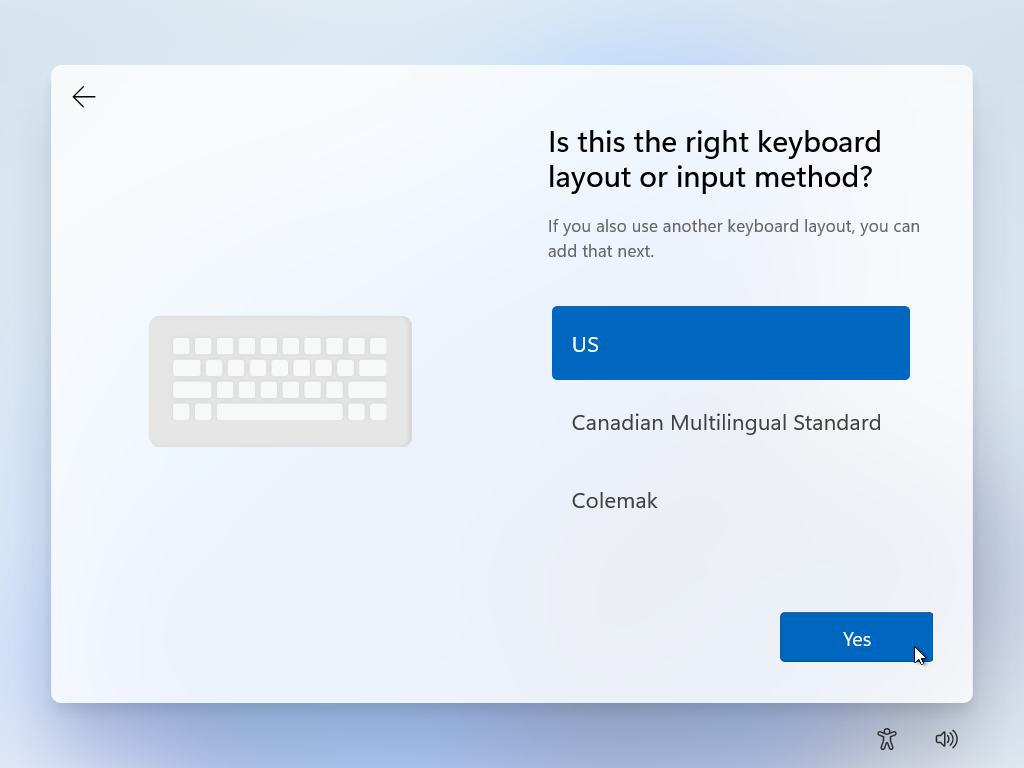 Is this the right keyboard
layout or input method?
If you also use another keyboard layout, you can
add that next.
US
Canadian Multilingual Standard
Colemak
Yes